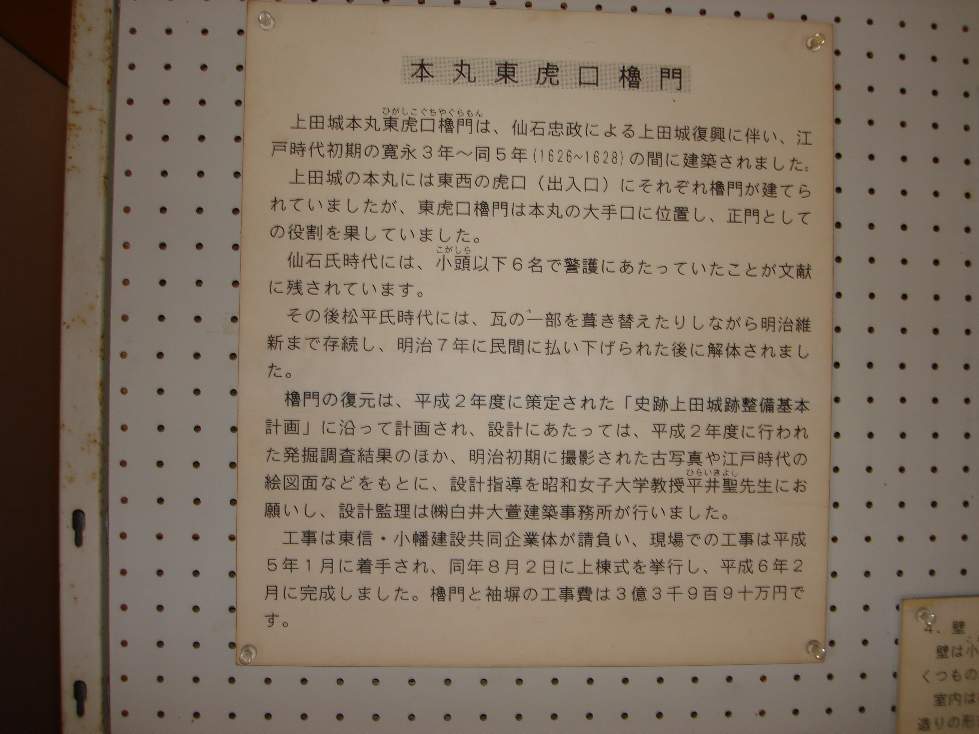 本丸東虎口櫓門
ひがしこぐちやぐらもん
上田城本丸東虎口櫓門は、仙石忠政による上田城復興に伴い、江
戸時代初期の寛永3年～同5年(1626~1628)の間に建築されました。
上田城の本丸には東西の虎口（出入口）にそれぞれ櫓門が建てら
れていましたが、東虎口櫓門は本丸の大手口に位置し、正門として
の役割を果していました。
こがしら
仙石氏時代には、小頭以下6名で警護にあたっていたことが文献
に残されています。
その後松平氏時代には、瓦の一部を葺き替えたりしながら明治維
新まで存続し、明治7年に民間に払い下げられた後に解体されまし
た。
櫓門の復元は、平成2年度に策定された「史跡上田城跡整備基本
計画」に沿って計画され、設計にあたっては、平成2年度に行われ
た発掘調査結果のほか、明治初期に撮影された古写真や江戸時代の
ひらいきよし
絵図面などをもとに、設計指導を昭和女子大学教授平井聖先生にお
願いし、設計監理は㈱白井大萱建築事務所が行いました。
工事は東信・小幡建設共同企業体が請負い、現場での工事は平成
5年1月に着手され、同年8月2日に上棟式を挙行し、平成6年2
月に完成しました。櫓門と袖塀の工事費は3億3千9百9十万円で
す。
4．壁
壁は小
くつもの
室内は
造りの形